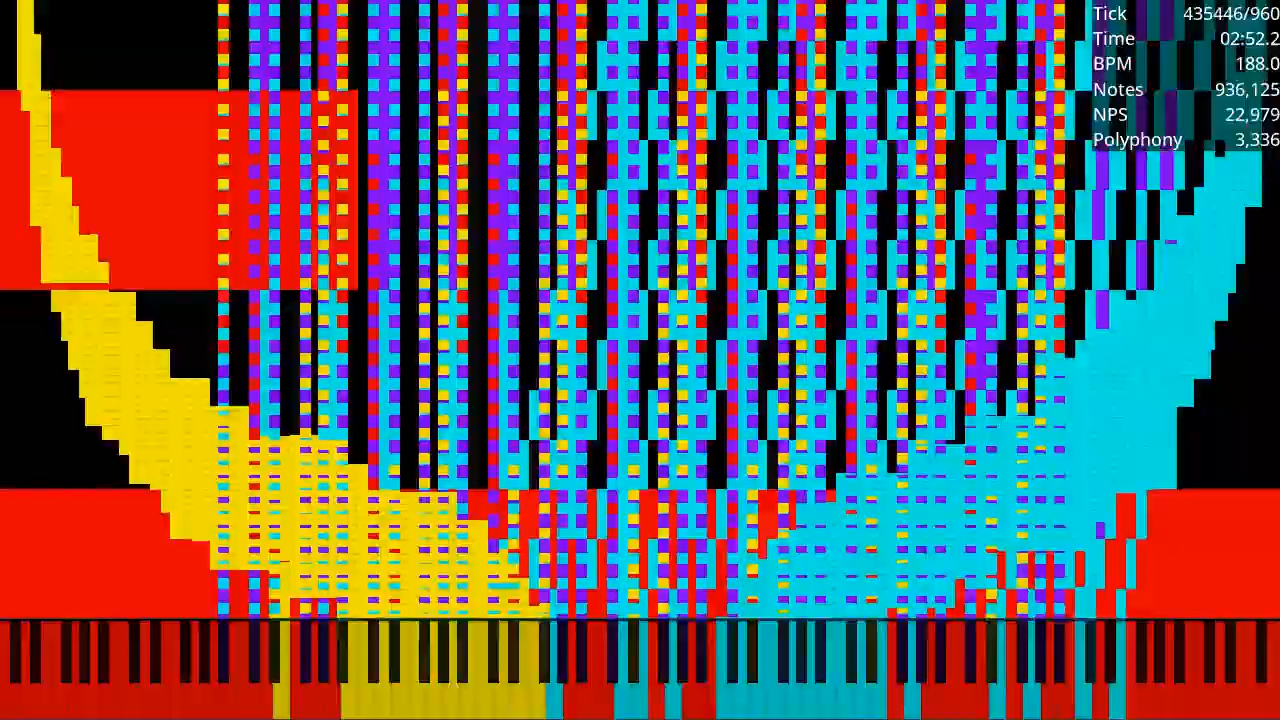 Tick 435446/960
Time 02:52.2
BPM 188.0
Notes 936,125
NPS 22,979
Polyphony 3,336